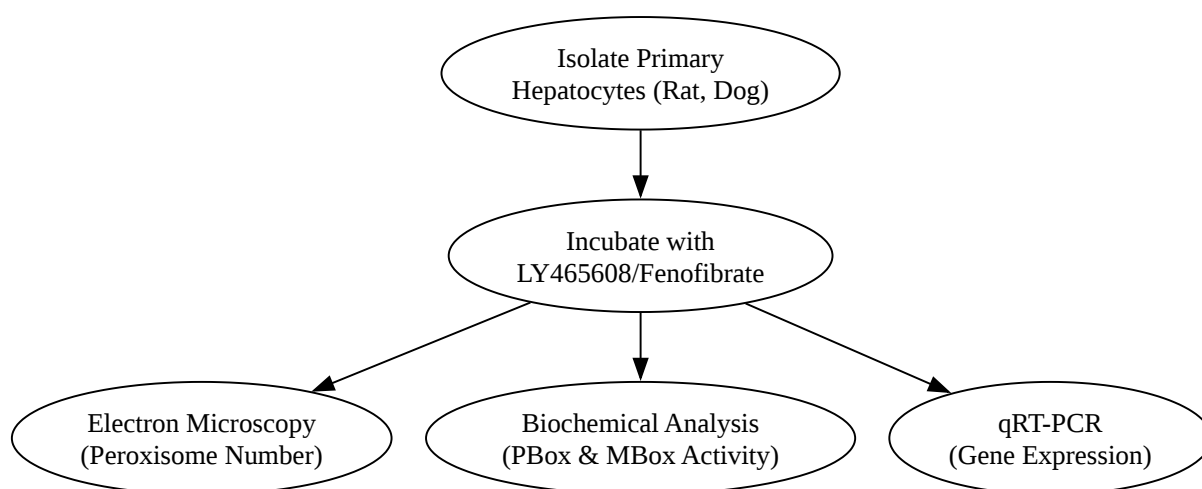 Isolate Primary
Hepatocytes (Rat, Dog)
Incubate with
LY465608/Fenofibrate
Electron Microscopy
(Peroxisome Number)
Biochemical Analysis
(PBox & MBox Activity)
qRT-PCR
(Gene Expression)